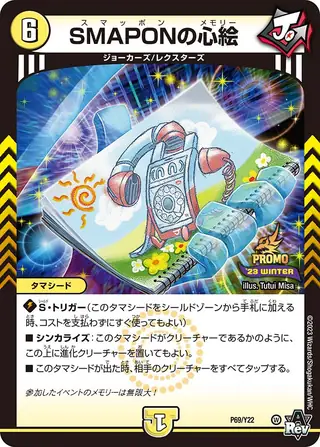 6
スマッポン メモリー
SMAPONの心絵
ジョーカーズ/レクスターズ
J
PROMO
'23 WINTER
illus. Tutui Misa
タマシード
S・トリガー(このタマシードをシールドゾーンから手札に加える
時、コストを支払わずにすぐ使ってもよい)
■ シンカライズ:このタマシードがクリーチャーであるかのように、
この上に進化クリーチャーを置いてもよい。
■ このタマシードが出た時、相手のクリーチャーをすべてタップする。
参加したイベントのメモリーは無限大!
P69/Y22
W
Rev
©2023 Wizards/Shogakukan/WHC